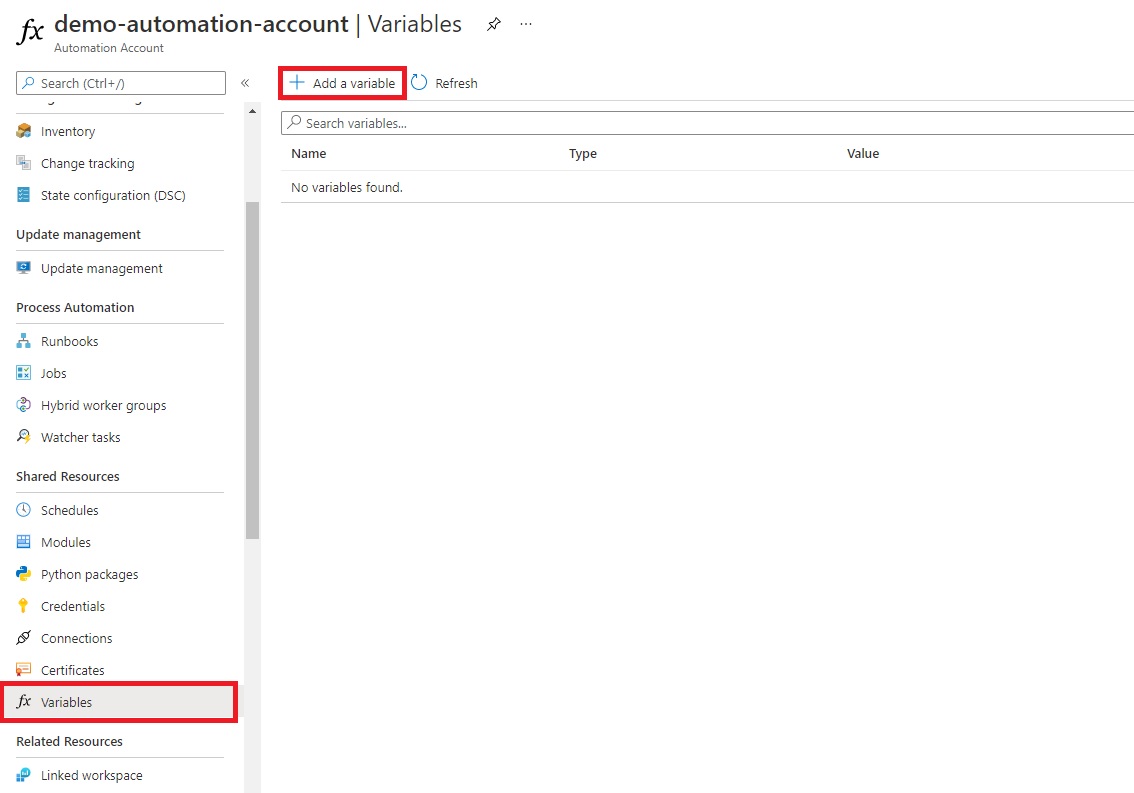 fx demo-automation-account | Variables ...
Automation Account
Search (Ctrl+/) «
Add a variable Refresh
Search variables...
Name Type Value
No variables found.
Inventory
Change tracking
State configuration (DSC)
Update management
Update management
Process Automation
Runbooks
Jobs
Hybrid worker groups
Watcher tasks
Shared Resources
Schedules
Modules
Python packages
Credentials
Connections
Certificates
fx Variables
Related Resources
Linked workspace